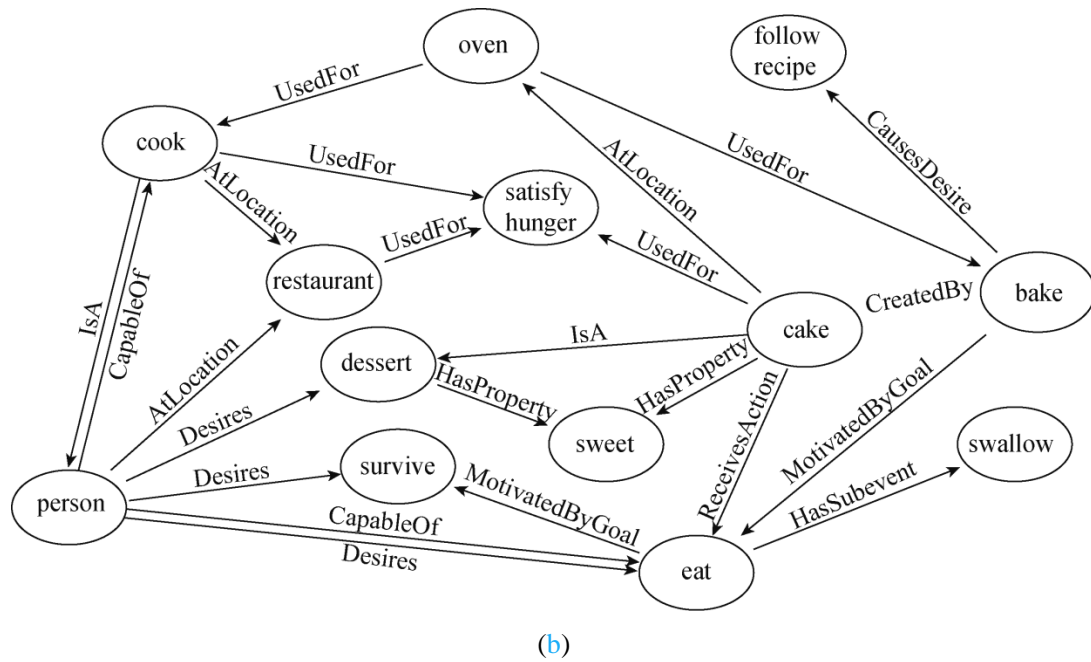 oven
follow
recipe
UsedFor
cook
CausesDesire
UsedFor
AtLocation
UsedFor
AtLocation
satisfy
hunger
UsedFor
UsedFor
restaurant
CreatedBy
bake
IsA
CapableOf
cake
IsA
dessert
HasProperty
HasProperty
AtLocation
Desires
sweet
ReceivesAction
MotivatedByGoal
swallow
survive
Desires
MotivatedByGoal
HasSubevent
person
CapableOf
Desires
eat
(b)